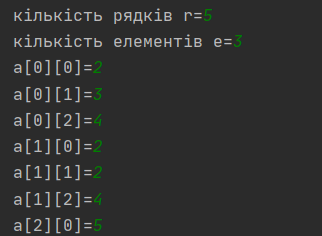 кількість рядків r=5
кількість елементів e=3
a[0][0]=2
a[0][1]=3
a[0][2]=4
a[1][0]=2
a[1][1]=2
a[1][2]=4
a[2][0]=5